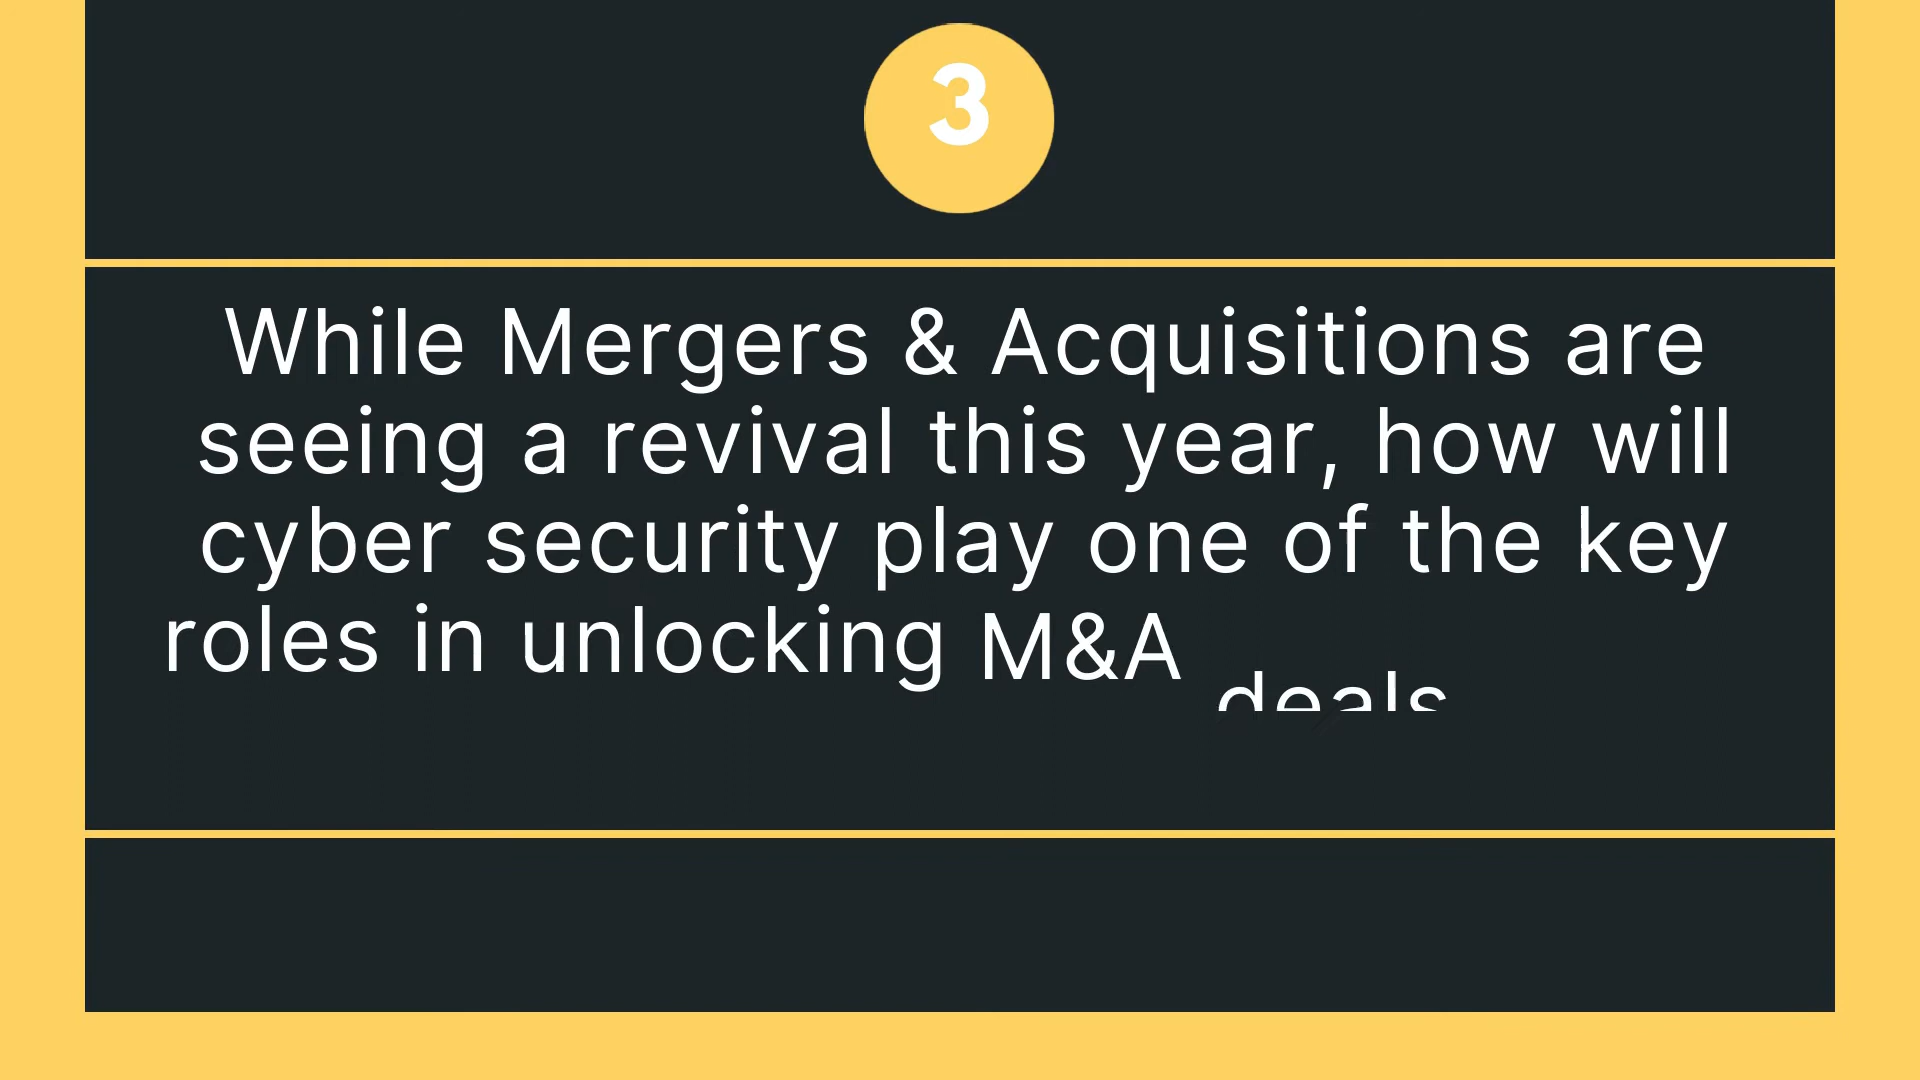 3
While Mergers & Acquisitions are
seeing a revival this year, how will
cyber security play one of the key
roles in unlocking M&A deals